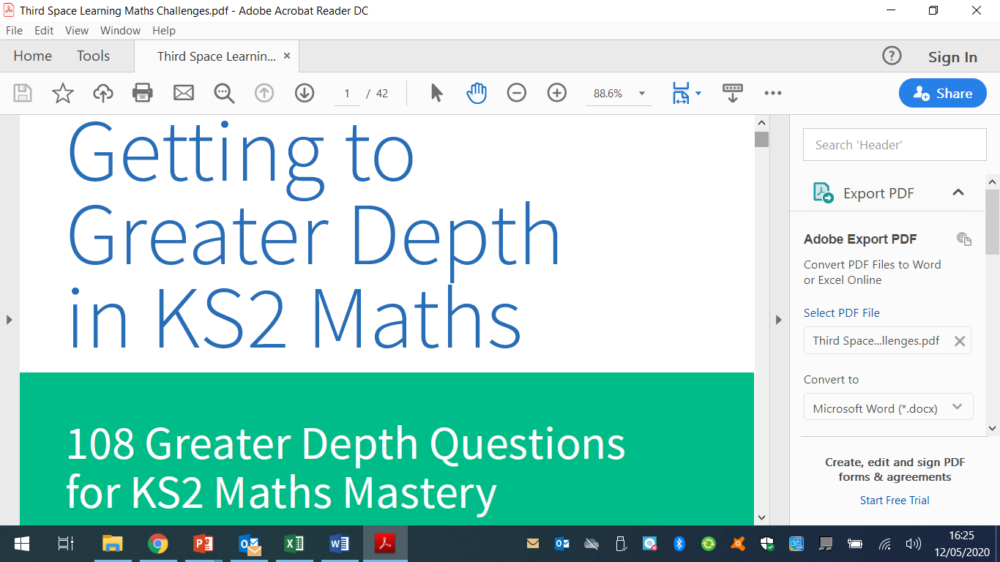 Third Space Learning Maths Challenges.pdf - Adobe Acrobat Reader DC
File Edit View Window Help
Home Tools Third Space Learnin... Sign In
1 / 42 88.6% Share
Getting to
Greater Depth
in KS2 Maths
108 Greater Depth Questions
for KS2 Maths Mastery
Search 'Header'
Export PDF
Adobe Export PDF
Convert PDF Files to Word
or Excel Online
Select PDF File
Third Space...llenges.pdf
Convert to
Microsoft Word (*.docx)
Create, edit and sign PDF
forms & agreements
Start Free Trial
16:25
12/05/2020